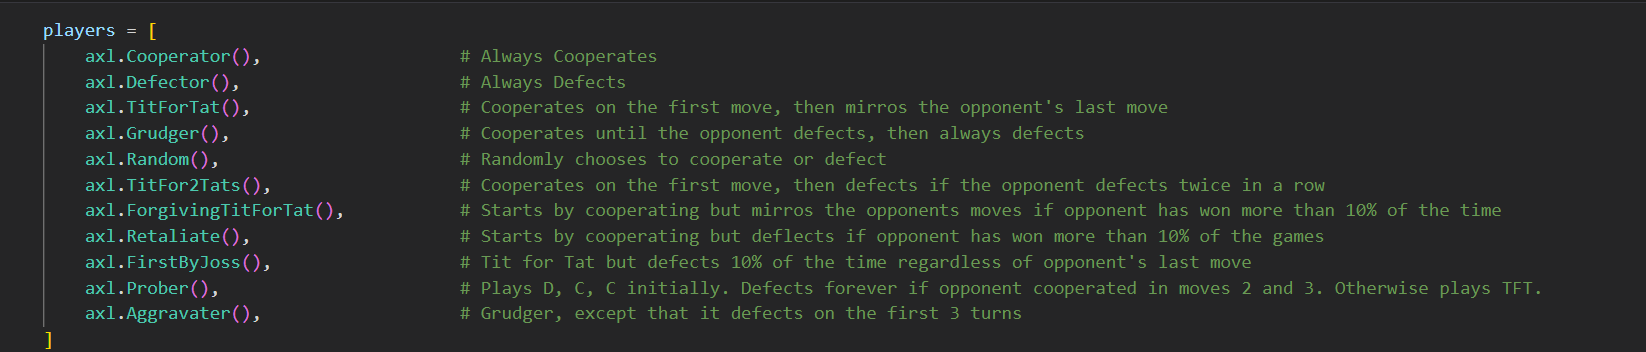 players = [
    axl.Cooperator(),                   # Always Cooperates
    axl.Defector(),                     # Always Defects
    axl.TitForTat(),                    # Cooperates on the first move, then mirros the opponent's last move
    axl.Grudger(),                      # Cooperates until the opponent defects, then always defects
    axl.Random(),                       # Randomly chooses to cooperate or defect
    axl.TitFor2Tats(),                  # Cooperates on the first move, then defects if the opponent defects twice in a row
    axl.ForgivingTitForTat(),           # Starts by cooperating but mirros the opponents moves if opponent has won more than 10% of the time
    axl.Retaliate(),                    # Starts by cooperating but deflects if opponent has won more than 10% of the games
    axl.FirstByJoss(),                  # Tit for Tat but defects 10% of the time regardless of opponent's last move
    axl.Prober(),                       # Plays D, C, C initially. Defects forever if opponent cooperated in moves 2 and 3. Otherwise plays TFT.
    axl.Aggravater(),                   # Grudger, except that it defects on the first 3 turns
]